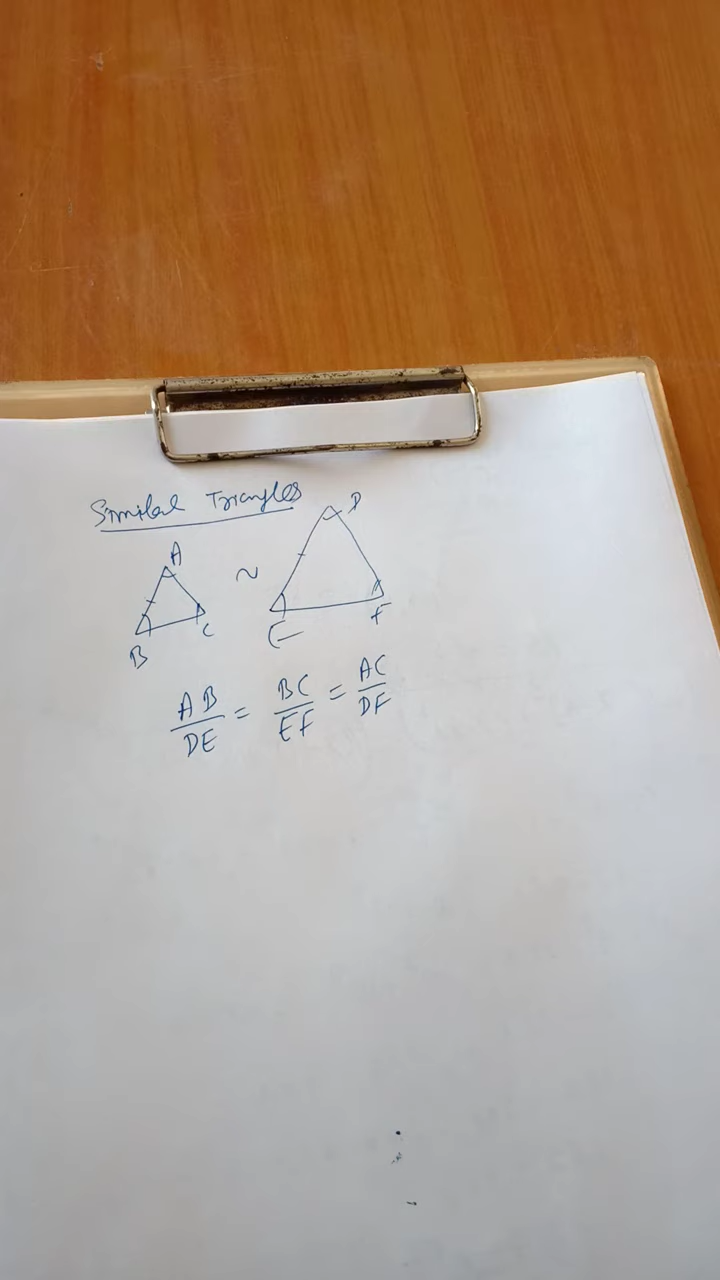 Similar Triangles
A ~ D
B C E F
AB/DE = BC/EF = AC/DF